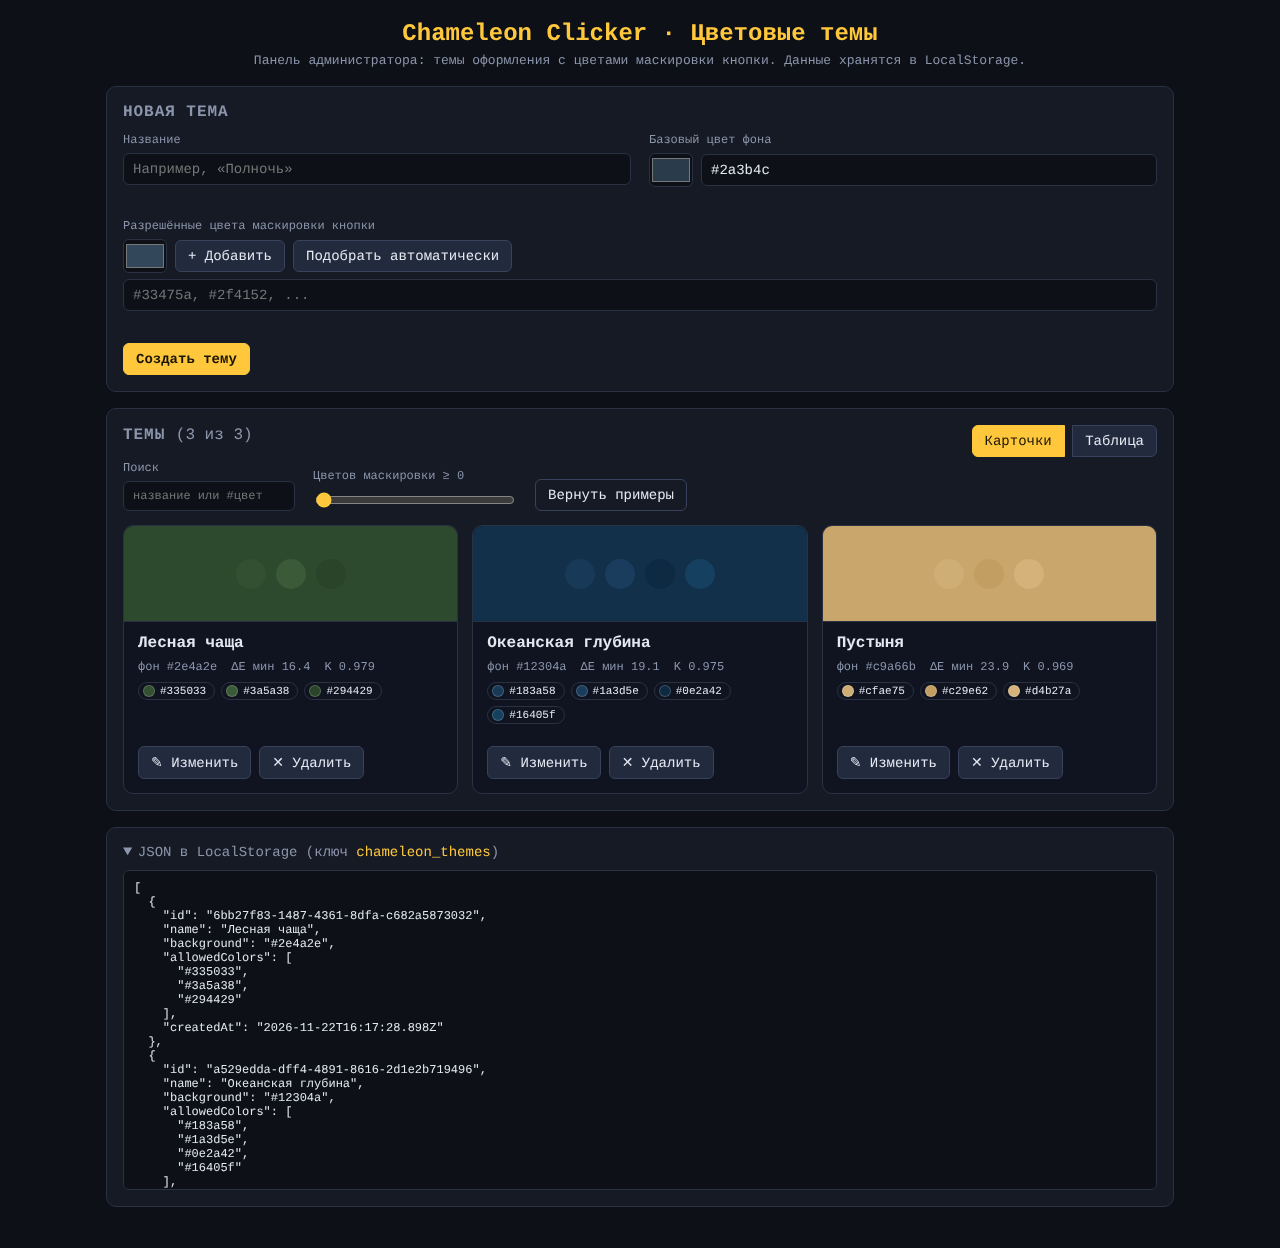 Chameleon Clicker · Цветовые темы
Панель администратора: темы оформления с цветами маскировки кнопки. Данные хранятся в LocalStorage.
НОВАЯ ТЕМА
Название
Базовый цвет фона
Например, «Полночь»
#2a3b4c
Разрешённые цвета маскировки кнопки
+ Добавить
Подобрать автоматически
#33475a, #2f4152, ...
Создать тему
ТЕМЫ (3 из 3)
Карточки
Таблица
Поиск
Цветов маскировки ≥ 0
название или #цвет
Вернуть примеры
Лесная чаща
фон #2e4a2e ΔE мин 16.4 K 0.979
#335033
#3a5a38
#294429
✎ Изменить
✕ Удалить
Океанская глубина
фон #12304a ΔE мин 19.1 K 0.975
#183a58
#1a3d5e
#0e2a42
#16405f
✎ Изменить
✕ Удалить
Пустыня
фон #c9a66b ΔE мин 23.9 K 0.969
#cfae75
#c29e62
#d4b27a
✎ Изменить
✕ Удалить
▼ JSON в LocalStorage (ключ chameleon_themes)
[
  {
    "id": "6bb27f83-1487-4361-8dfa-c682a5873032",
    "name": "Лесная чаща",
    "background": "#2e4a2e",
    "allowedColors": [
      "#335033",
      "#3a5a38",
      "#294429"
    ],
    "createdAt": "2026-11-22T16:17:28.898Z"
  },
  {
    "id": "a529edda-dff4-4891-8616-2d1e2b719496",
    "name": "Океанская глубина",
    "background": "#12304a",
    "allowedColors": [
      "#183a58",
      "#1a3d5e",
      "#0e2a42",
      "#16405f"
    ],